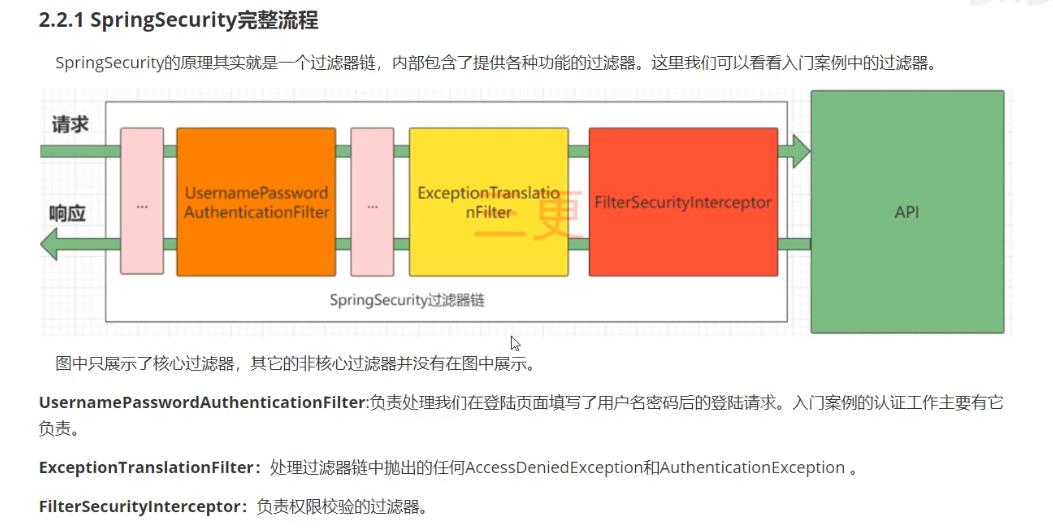 2.2.1 SpringSecurity完整流程
SpringSecurity的原理其实就是一个过滤器链，内部包含了提供各种功能的过滤器。这里我们可以看看入门案例中的过滤器。
请求
响应
...
UsernamePassword
AuthenticationFilter
...
ExceptionTranslatio
nFilter
三更
FilterSecurityInterceptor
API
SpringSecurity过滤器链
图中只展示了核心过滤器，其它的非核心过滤器并没有在图中展示。
UsernamePasswordAuthenticationFilter:负责处理我们在登陆页面填写了用户名密码后的登陆请求。入门案例的认证工作主要有它
负责。
ExceptionTranslationFilter：处理过滤器链中抛出的任何AccessDeniedException和AuthenticationException 。
FilterSecurityInterceptor：负责权限校验的过滤器。